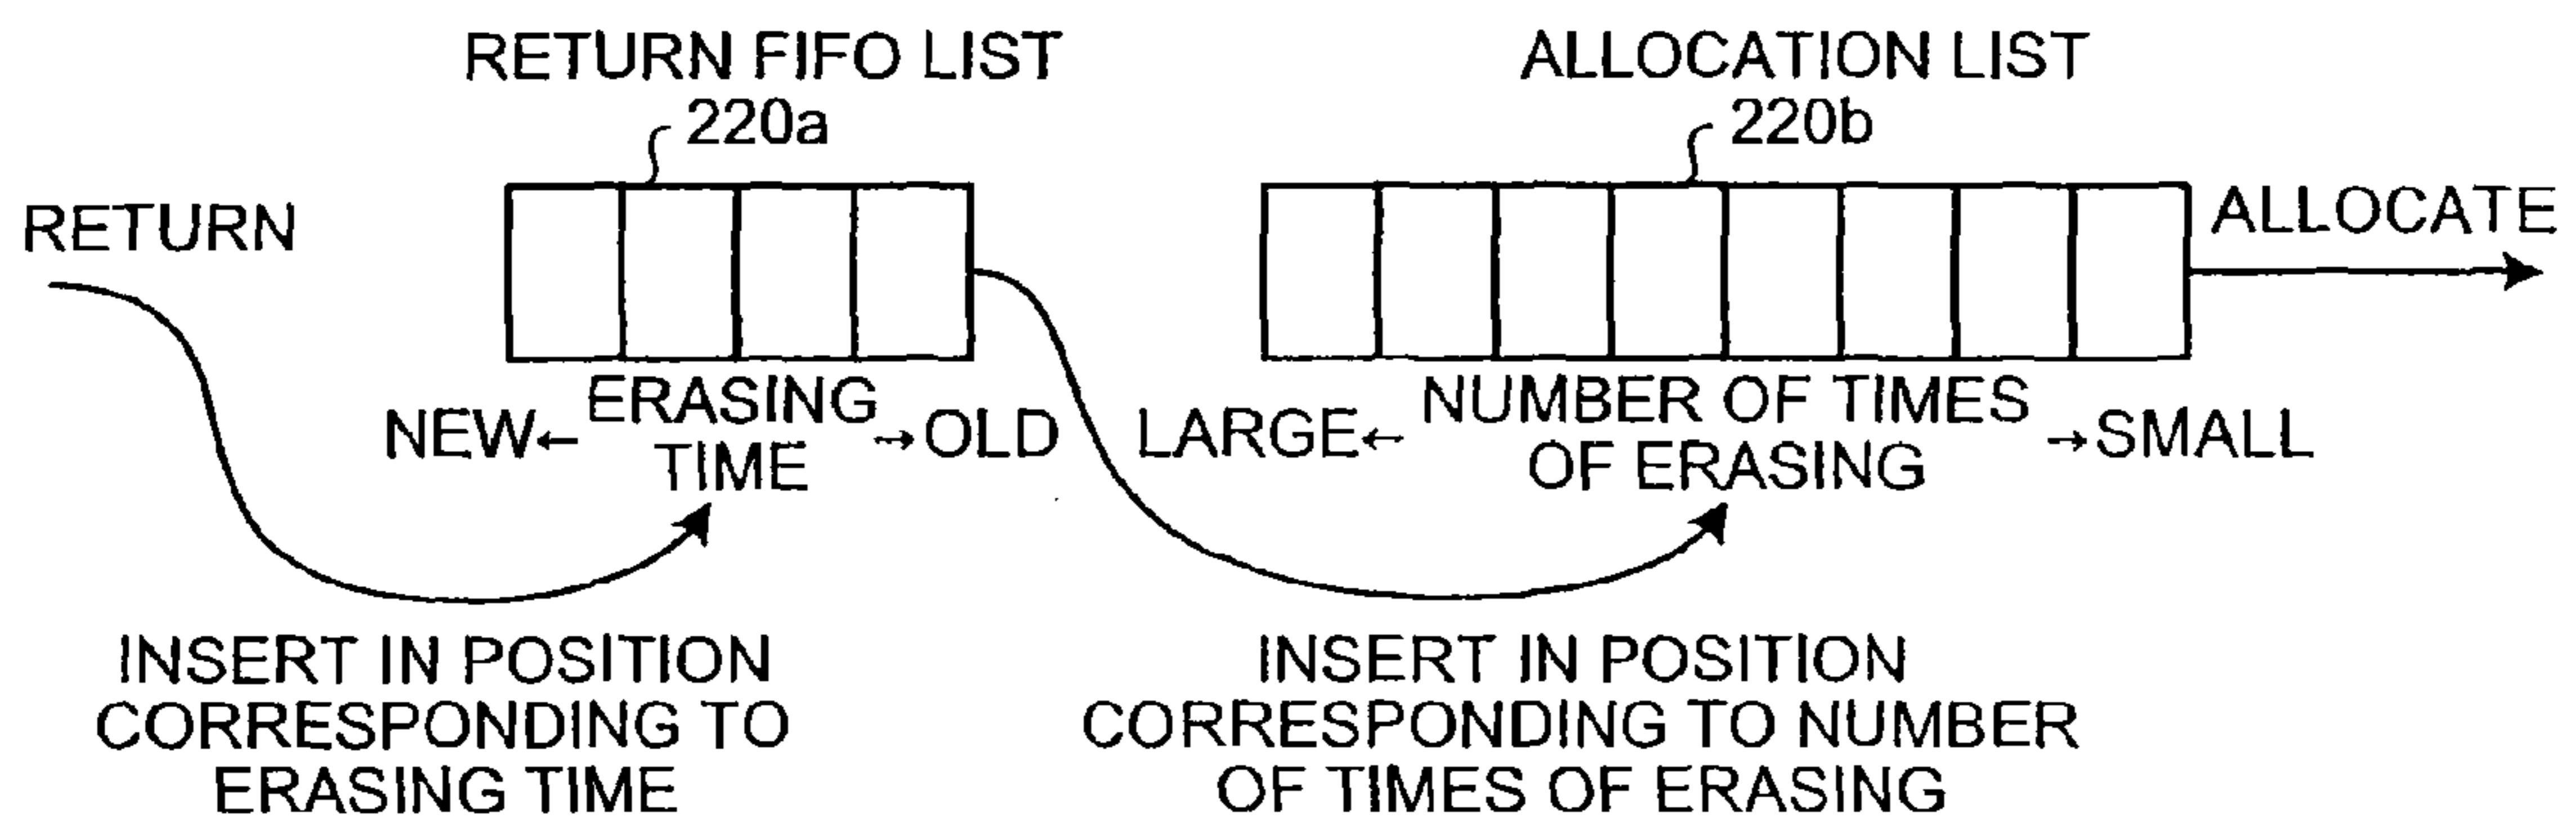 RETURN FIFO LIST
220a
ALLOCATION LIST
220b
RETURN
ALLOCATE
NEW← ERASING TIME →OLD
LARGE← NUMBER OF TIMES OF ERASING →SMALL
INSERT IN POSITION
CORRESPONDING TO
ERASING TIME
INSERT IN POSITION
CORRESPONDING TO NUMBER
OF TIMES OF ERASING